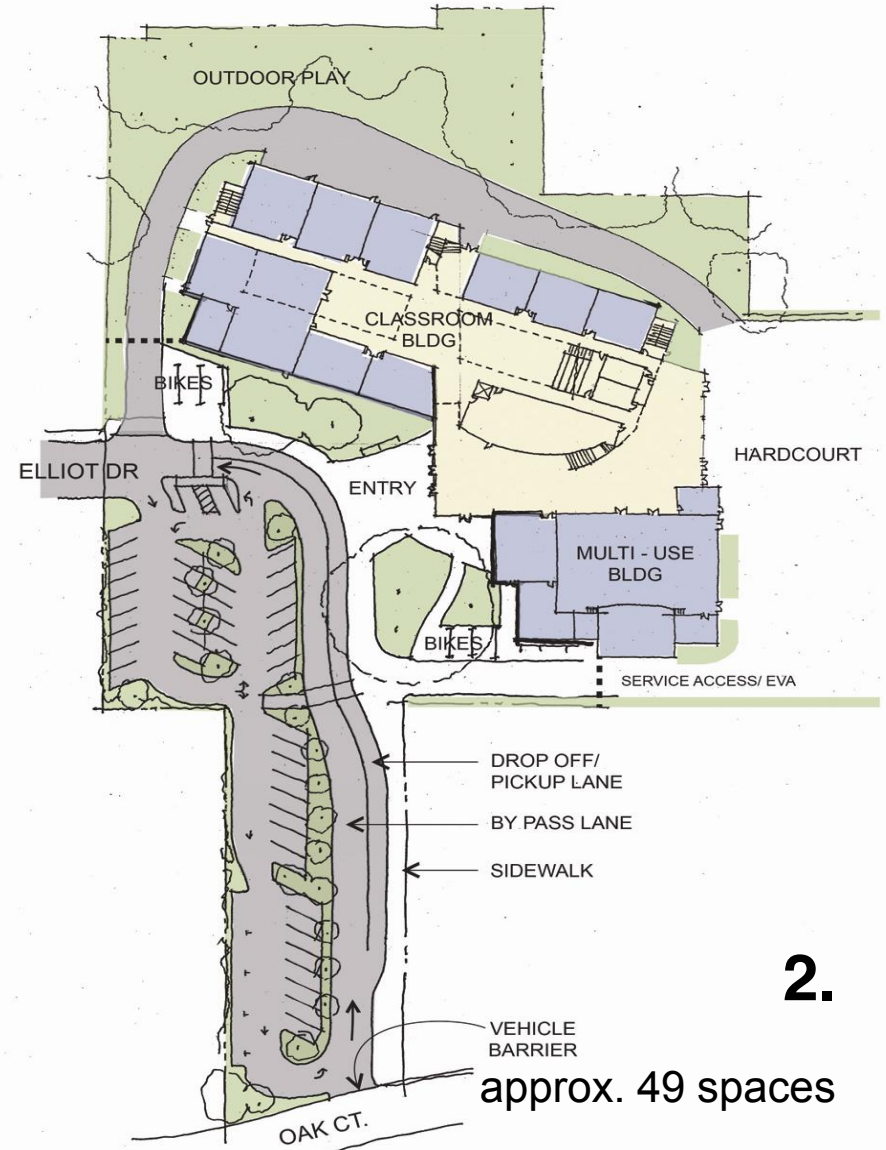 OUTDOOR PLAY
CLASSROOM
BLDG
BIKES
ELLIOT DR
ENTRY
HARDCOURT
MULTI - USE
BLDG
BIKES
SERVICE ACCESS/ EVA
DROP OFF/
PICKUP LANE
BY PASS LANE
SIDEWALK
2.
VEHICLE
BARRIER
approx. 49 spaces
OAK CT.